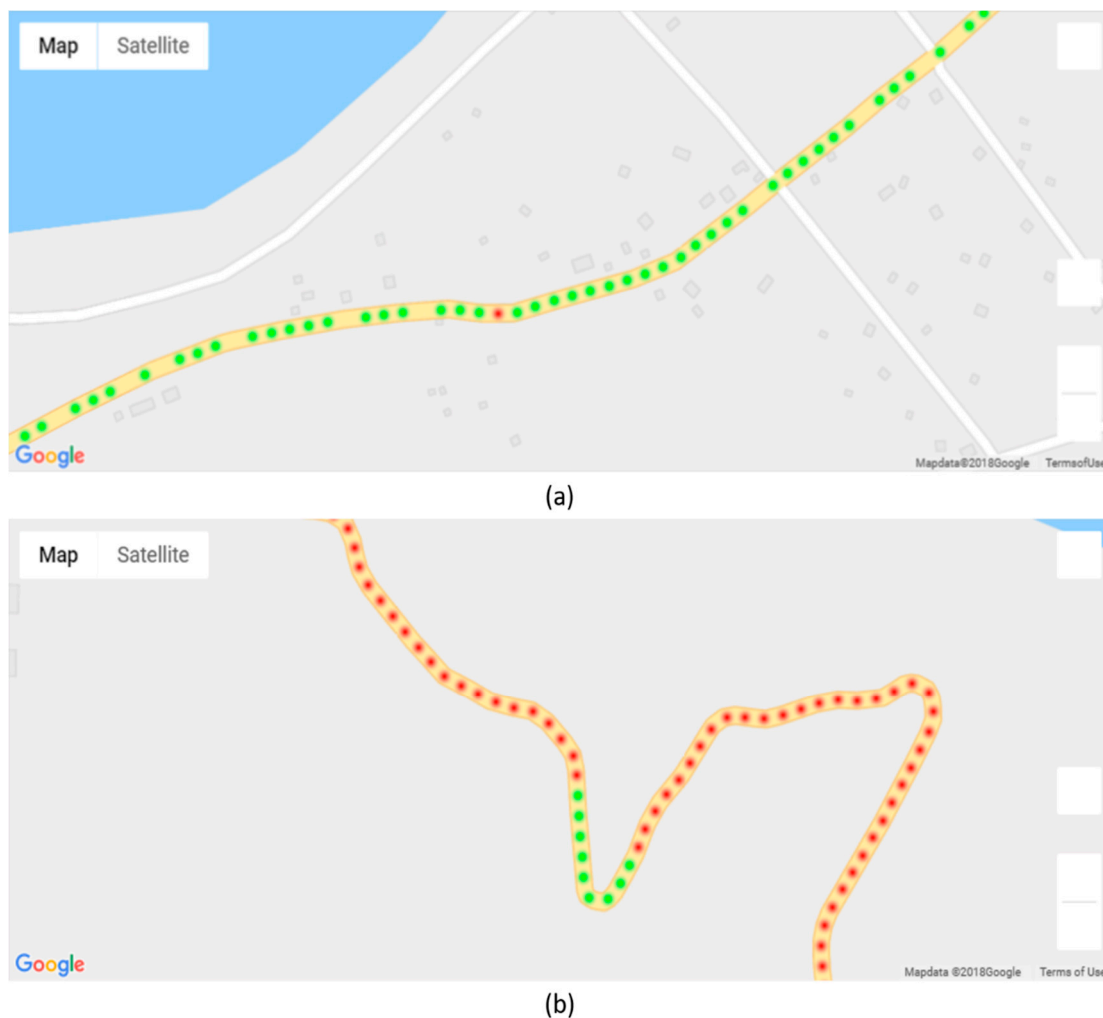 Map Satellite
Google
Mapdata©2018Google TermsofUse
(a)
Map Satellite
Google
Mapdata ©2018Google Terms of Use
(b)